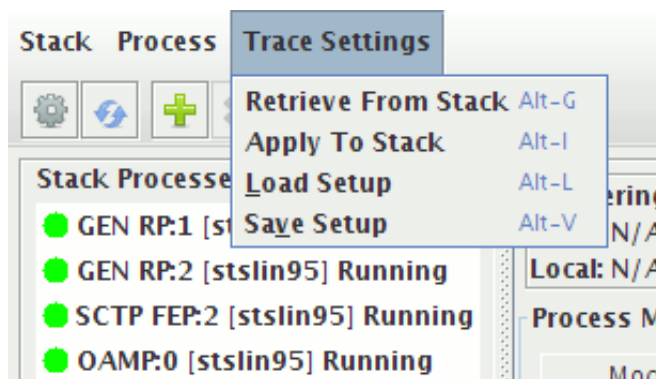 Stack Process Trace Settings
Retrieve From Stack Alt-G
Apply To Stack Alt-I
Load Setup Alt-L
Save Setup Alt-V
Stack Processe
GEN RP:1 [st
GEN RP:2 [stslin95] Running
SCTP FEP:2 [stslin95] Running
OAMP:0 [stslin95] Running
ering
N/A
Local: N/A
Process M
Mod